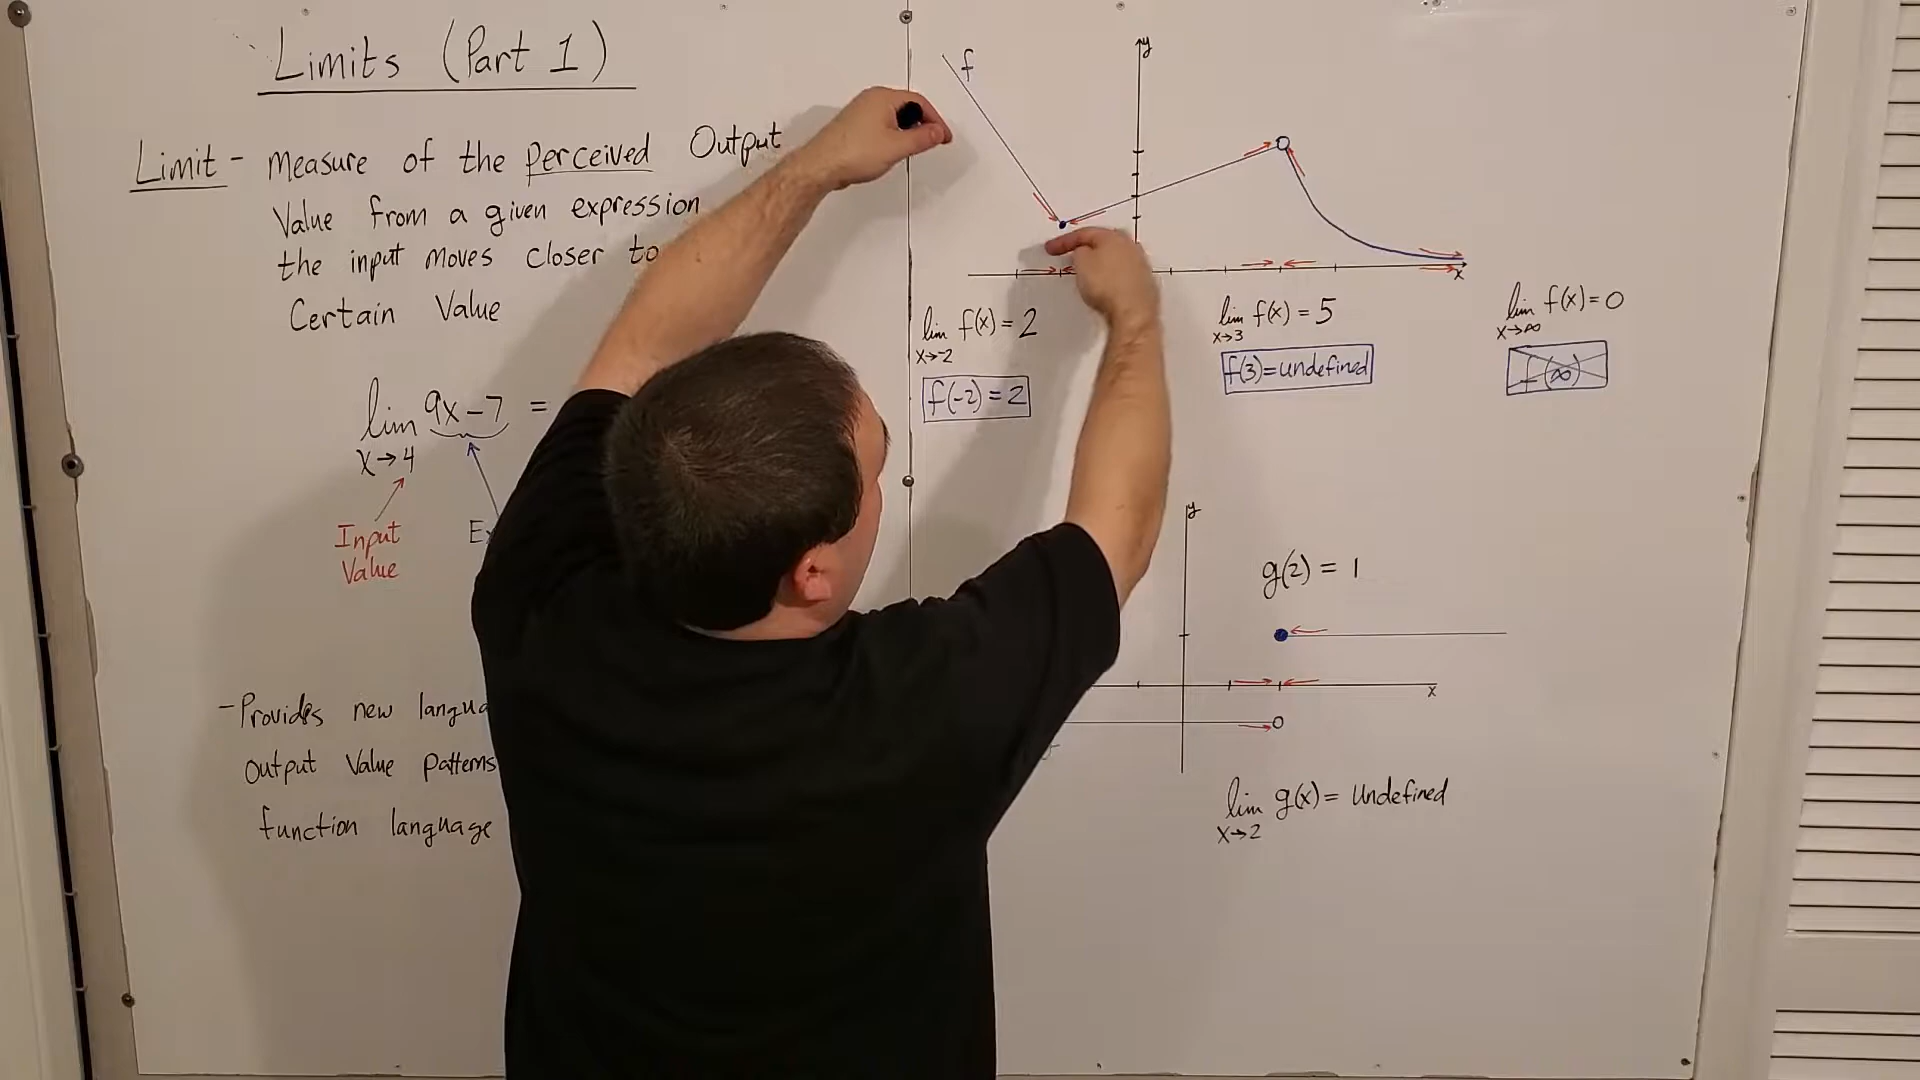 Limits (Part 1)
Limit - Measure of the perceived Output
Value from a given expression
the input moves closer to
Certain Value
lim 9x-7 =
x→4
Input
Value
-Provides new
output Value patterns
function language
f
y
x
lim f(x) = 2
x→-2
f(-2) = 2
lim f(x) = 5
x→3
f(3)=undefined
lim f(x)=0
x→∞
f(∞)
y
g(2) = 1
x
lim g(x) = Undefined
x→2